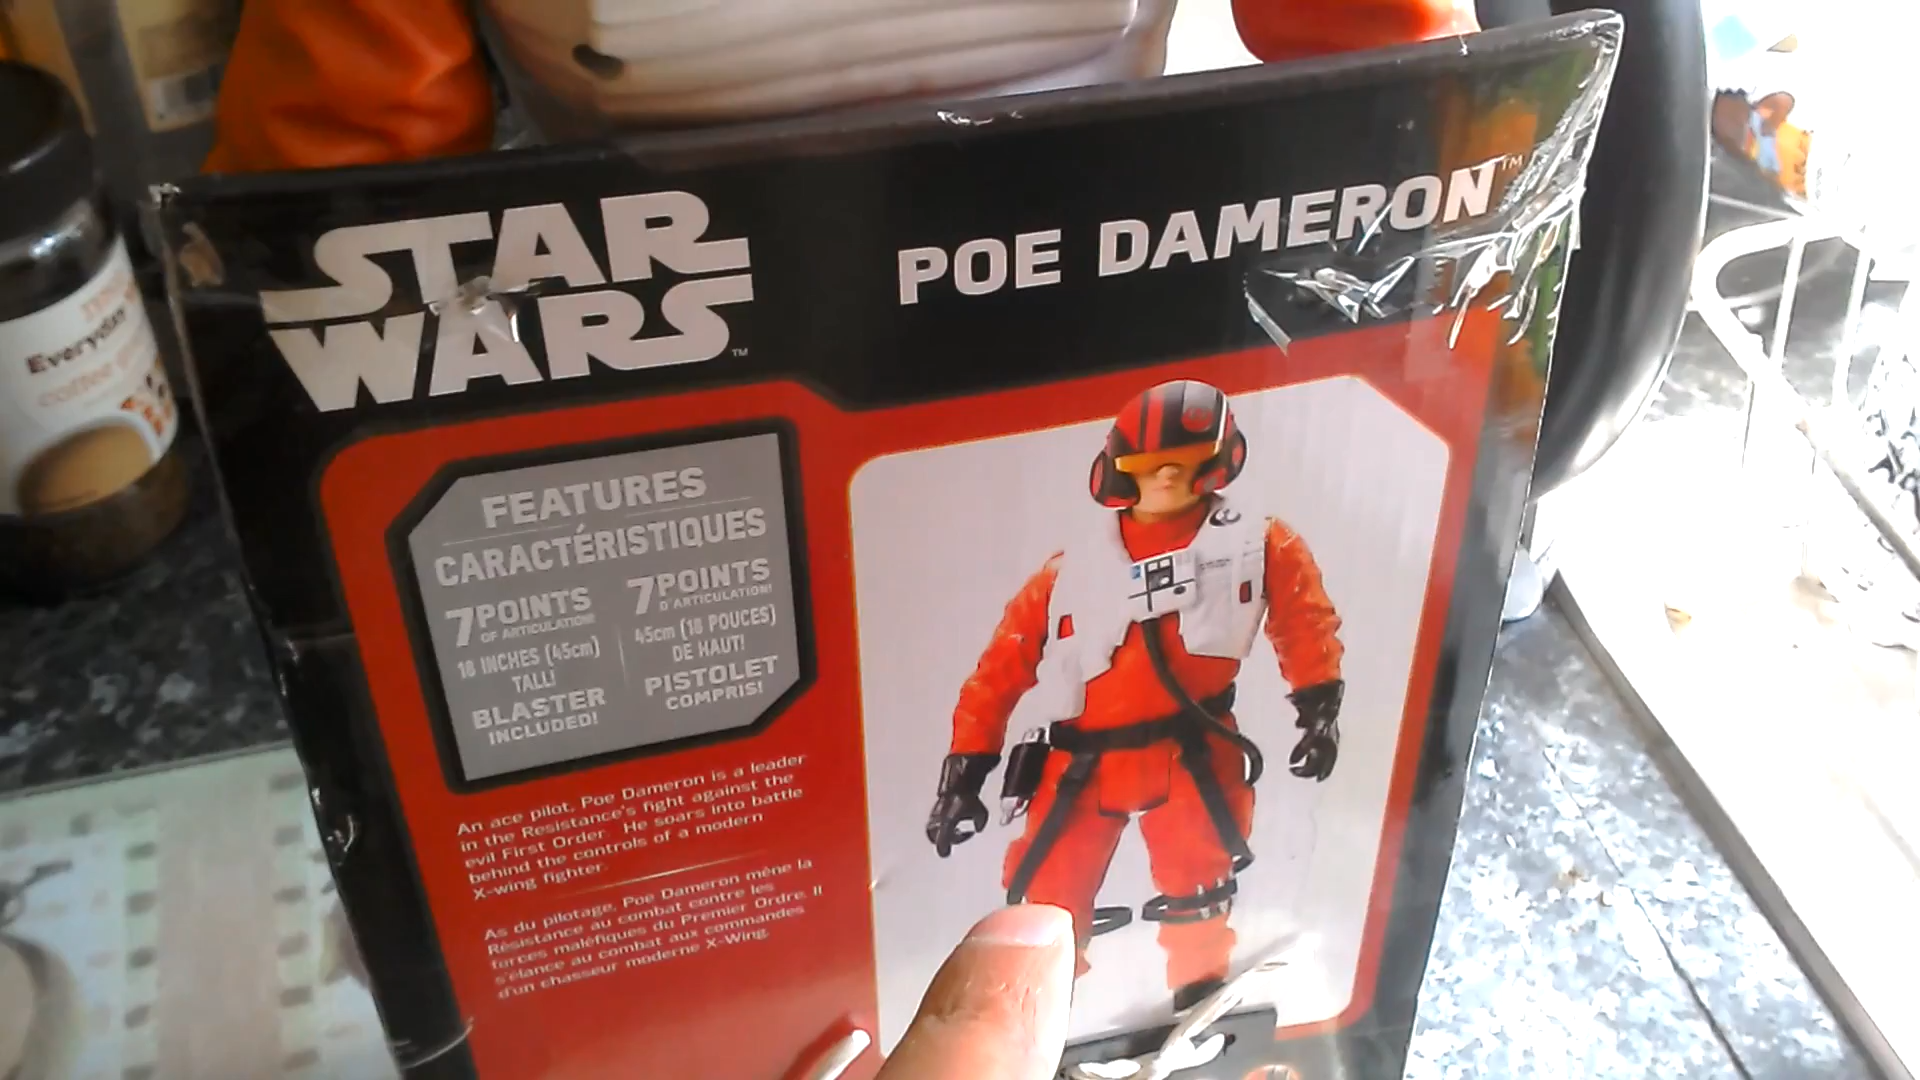 STAR
WARS™
POE DAMERON™
FEATURES
CARACTÉRISTIQUES
7 POINTS
OF ARTICULATION!
18 INCHES (45cm)
TALL!
BLASTER
INCLUDED!
7 POINTS
D'ARTICULATION!
45cm (18 POUCES)
DE HAUT!
PISTOLET
COMPRIS!
An ace pilot, Poe Dameron is a leader
in the Resistance's fight against the
evil First Order. He soars into battle
behind the controls of a modern
X-wing fighter.
As du pilotage, Poe Dameron mène la
Résistance au combat contre les
forces maléfiques du Premier Ordre. Il
s'élance au combat aux commandes
d'un chasseur moderne X-Wing.
Everyday
coffee